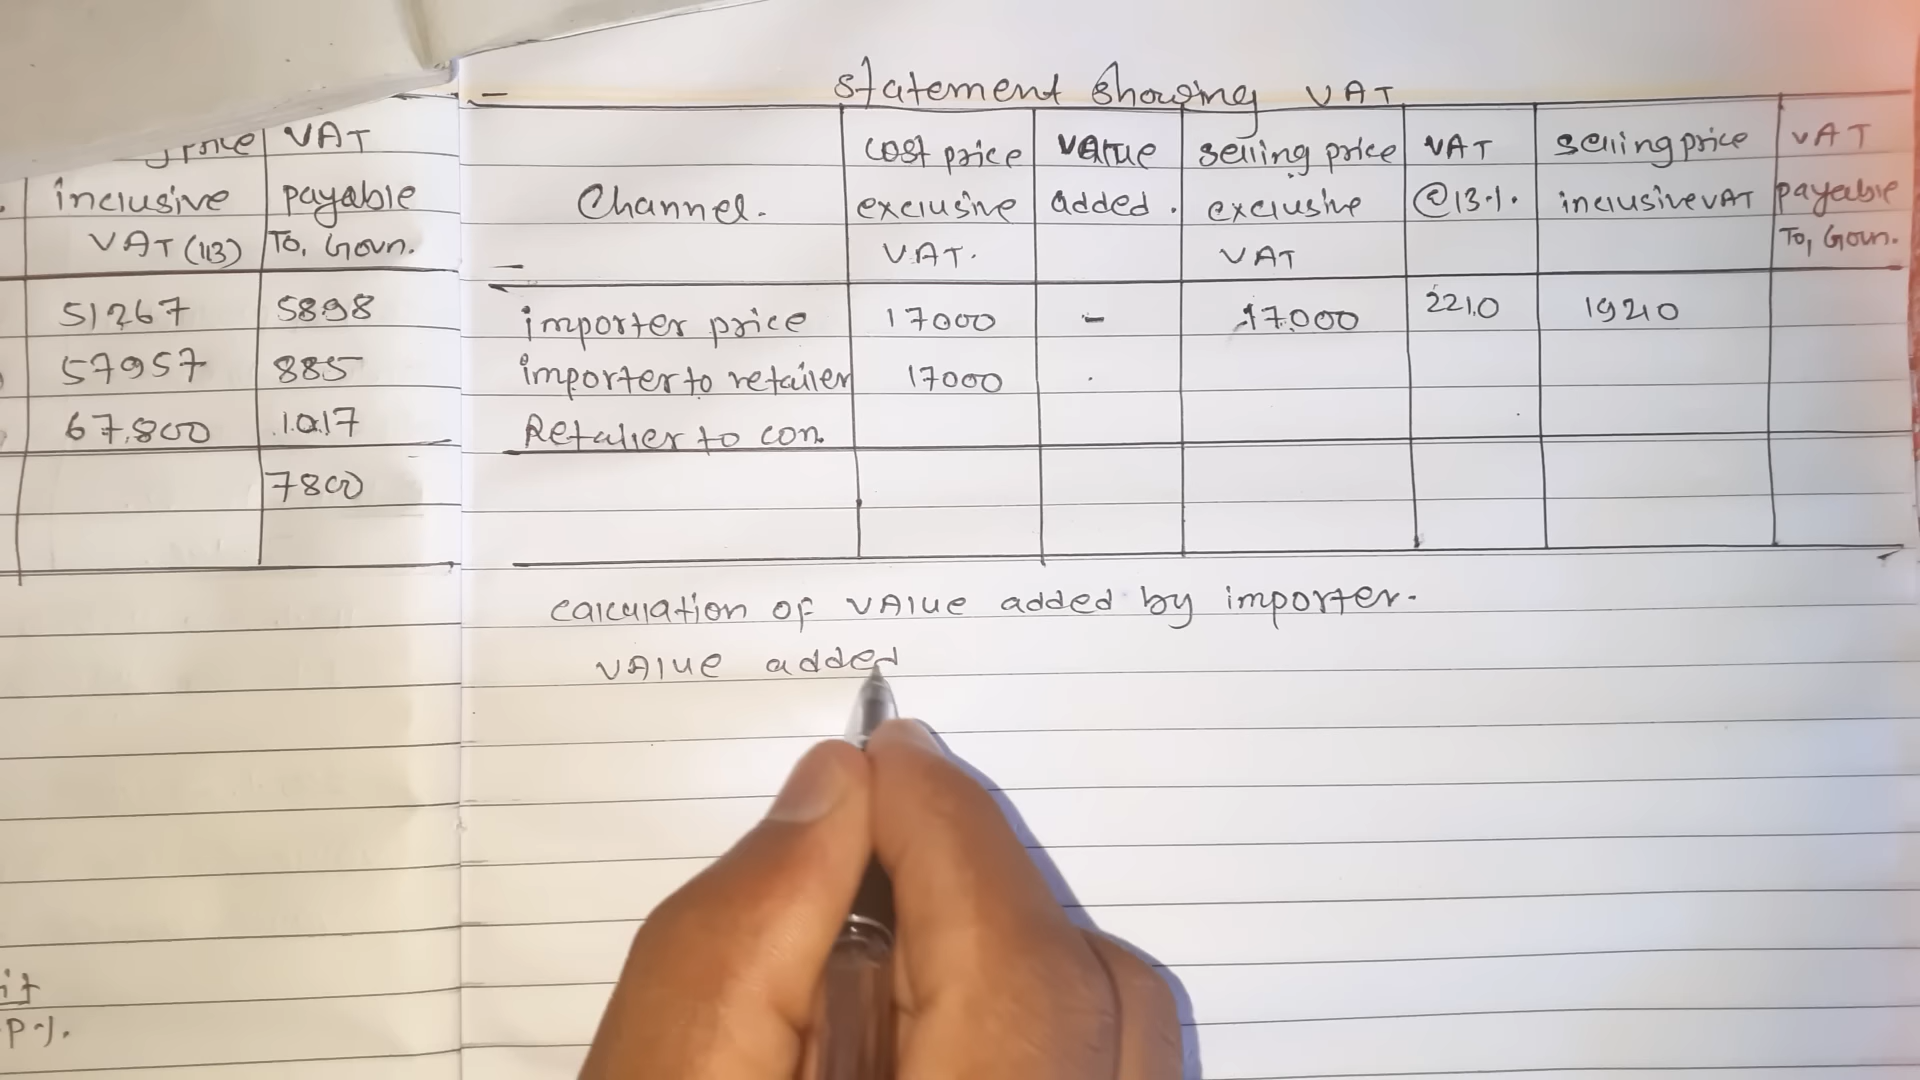 VAT
inclusive payable
VAT (113) To, Govn.
51267 5898
57957 885
67,800 1017
7800
it
p%.
statement showing VAT
Channel. cost price exclusive VAT. value added. selling price exclusive VAT VAT @13%. selling price inclusive VAT VAT payable To, Govn.
importer price 17000 - 17000 2210 19210
importer to retailer 17000
Retalier to con.
calculation of value added by importer.
value added